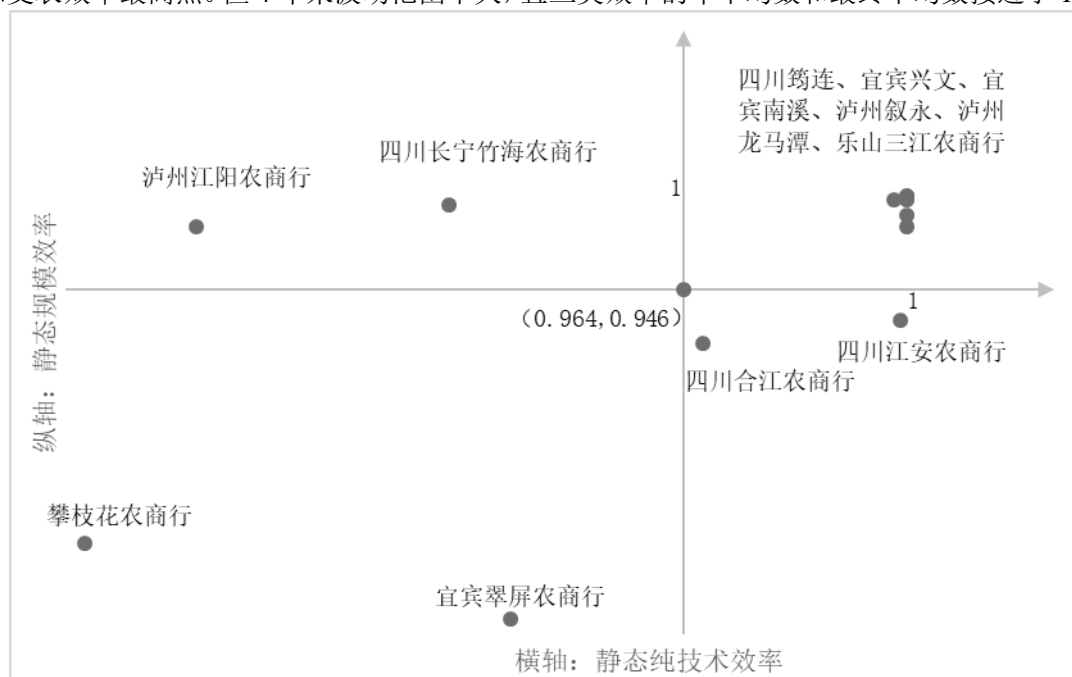 四川筠连、宜宾兴文、宜
宾南溪、泸州叙永、泸州
龙马潭、乐山三江农商行
四川长宁竹海农商行
泸州江阳农商行
1
纵轴：静态规模效率
(0.964,0.946)
1
四川江安农商行
四川合江农商行
攀枝花农商行
宜宾翠屏农商行
横轴：静态纯技术效率